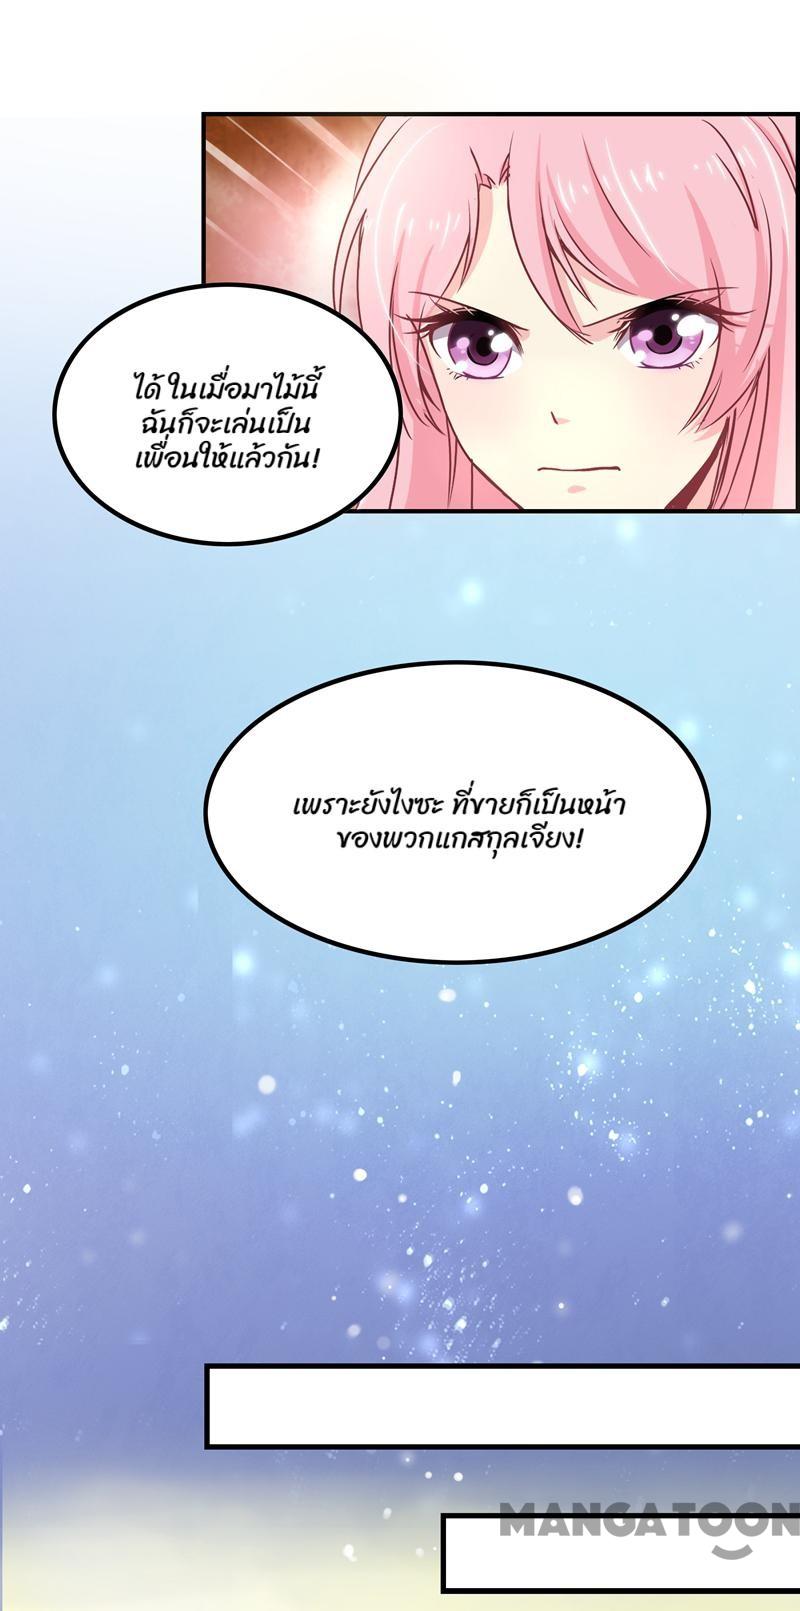 ได้ ในเมื่อมาไม้นี้
ฉันก็จะเล่นเป็น
เพื่อนให้แล้วกัน!
เพราะยังไงซะ ที่ขายก็เป็นหน้า
ของพวกแกสกุลเจียง!
MANGATOON